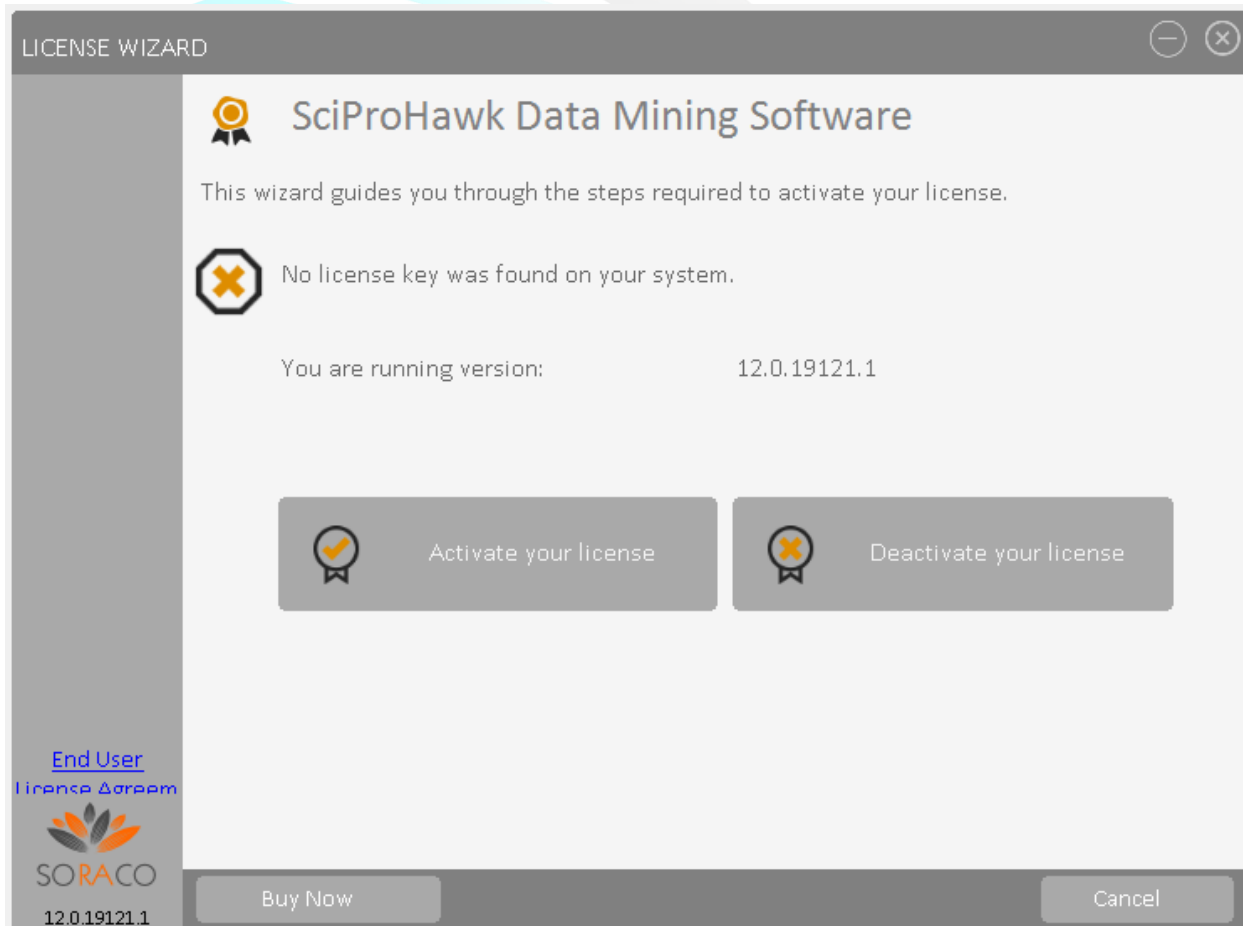 LICENSE WIZARD
SciProHawk Data Mining Software
This wizard guides you through the steps required to activate your license.
No license key was found on your system.
You are running version: 12.0.19121.1
Activate your license
Deactivate your license
End User
License Agreem
SORACO
12.0.19121.1
Buy Now
Cancel